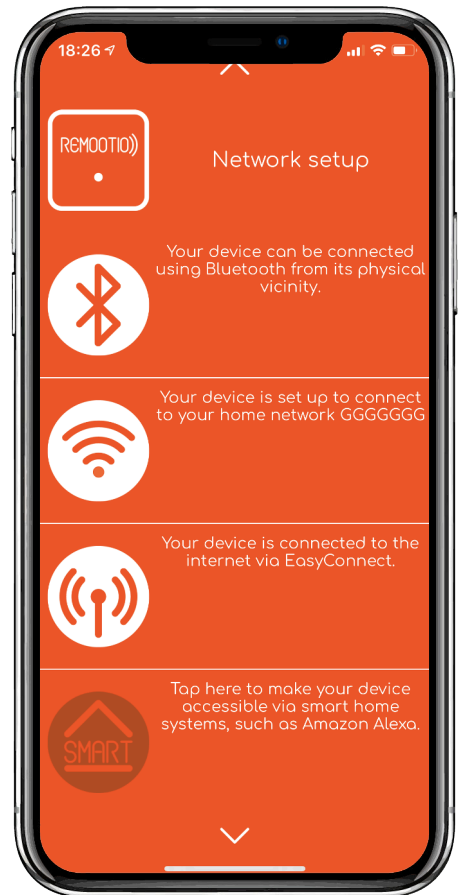 18:26
REMOOTIO
Network setup
Your device can be connected
using Bluetooth from its physical
vicinity.
Your device is set up to connect
to your home network GGGGGGG
Your device is connected to the
internet via EasyConnect.
Tap here to make your device
accessible via smart home
systems, such as Amazon Alexa.
SMART